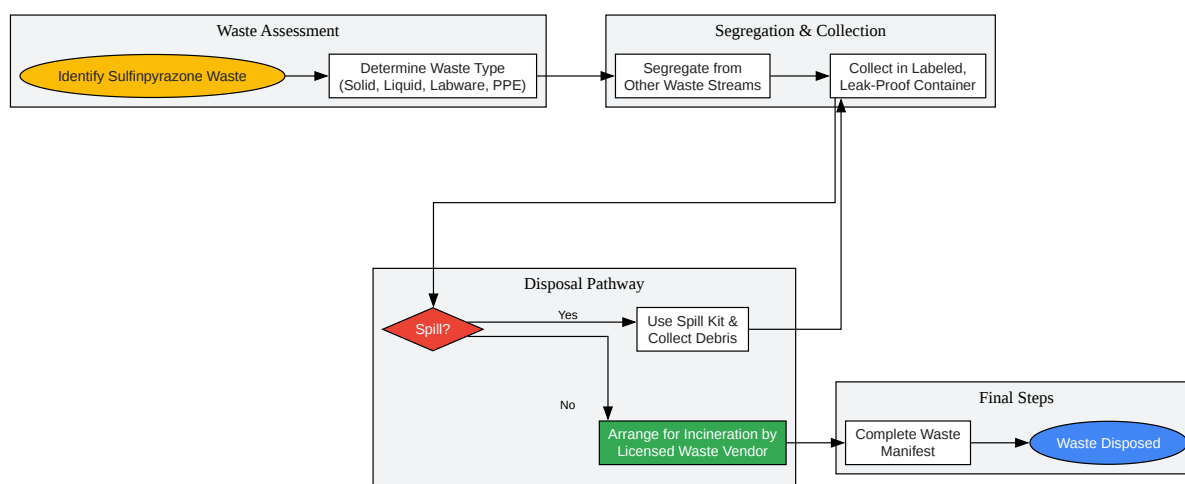 Waste Assessment
Identify Sulfinpyrazone Waste
Determine Waste Type
(Solid, Liquid, Labware, PPE)
Segregation & Collection
Segregate from
Other Waste Streams
Collect in Labeled,
Leak-Proof Container
Disposal Pathway
Spill?
Yes
Use Spill Kit &
Collect Debris
No
Arrange for Incineration by
Licensed Waste Vendor
Final Steps
Complete Waste
Manifest
Waste Disposed